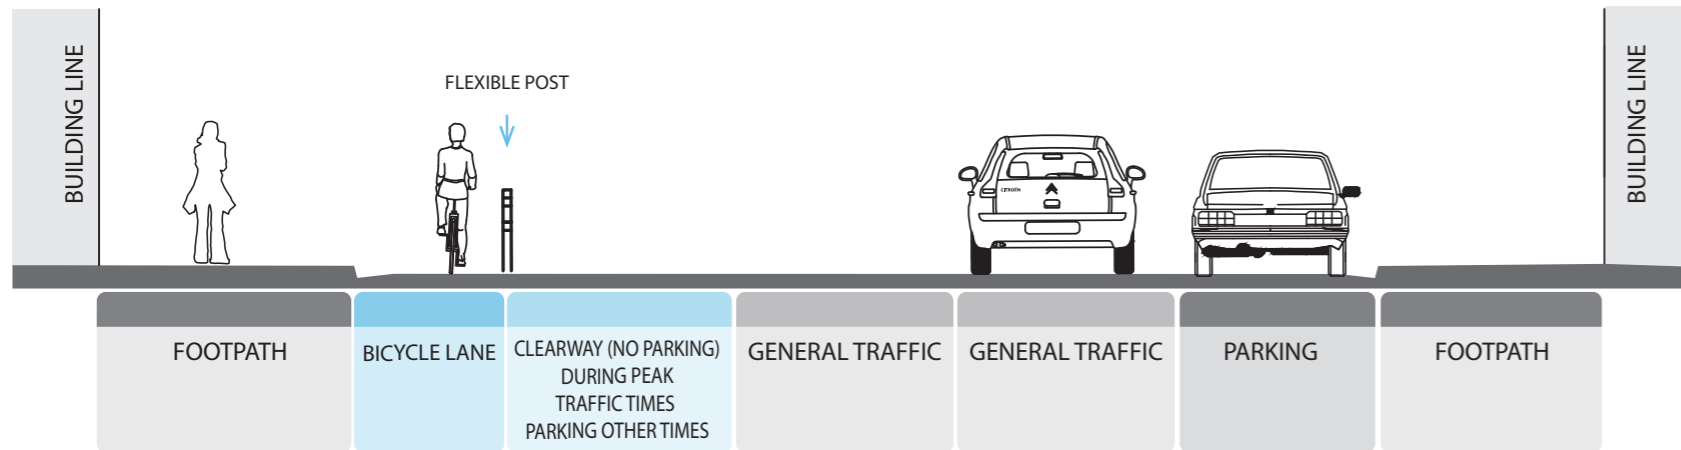 BUILDING LINE
FLEXIBLE POST
CITROËN
BUILDING LINE
FOOTPATH
BICYCLE LANE
CLEARWAY (NO PARKING)
DURING PEAK
TRAFFIC TIMES
PARKING OTHER TIMES
GENERAL TRAFFIC
GENERAL TRAFFIC
PARKING
FOOTPATH